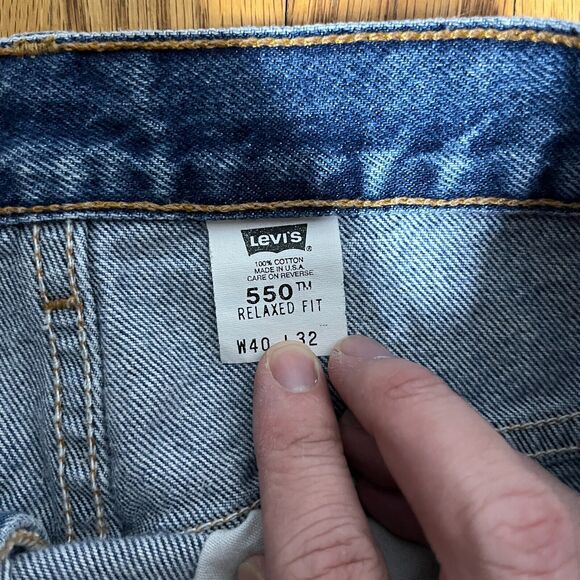 Levi's ®
100% COTTON
MADE IN U.S.A.
CARE ON REVERSE
550™
RELAXED FIT
W40 L32